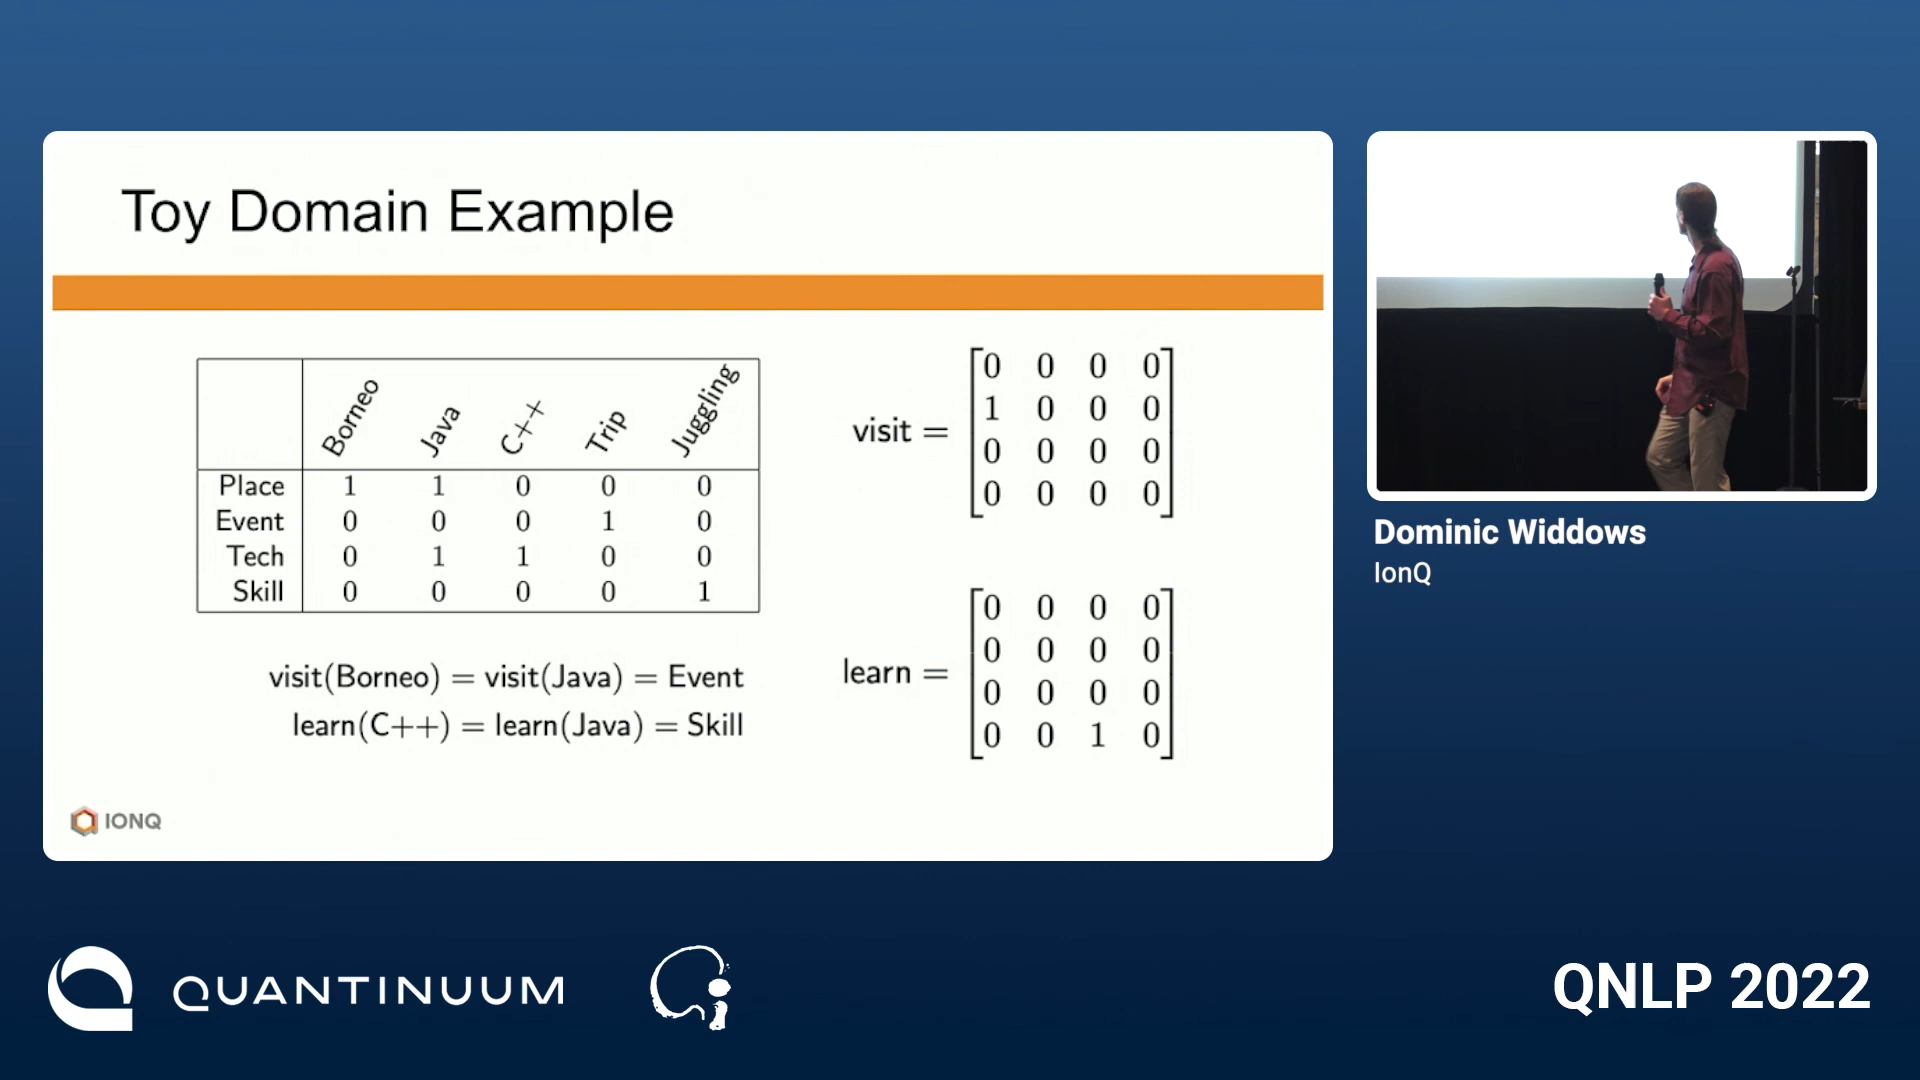 Toy Domain Example
Borneo Java C++ Trip Juggling
Place 1 1 0 0 0
Event 0 0 0 1 0
Tech 0 1 1 0 0
Skill 0 0 0 0 1
visit(Borneo) = visit(Java) = Event
learn(C++) = learn(Java) = Skill
visit =
0 0 0 0
1 0 0 0
0 0 0 0
0 0 0 0
learn =
0 0 0 0
0 0 0 0
0 0 0 0
0 0 1 0
IONQ
Dominic Widdows
IonQ
QUANTINUUM
QNLP 2022